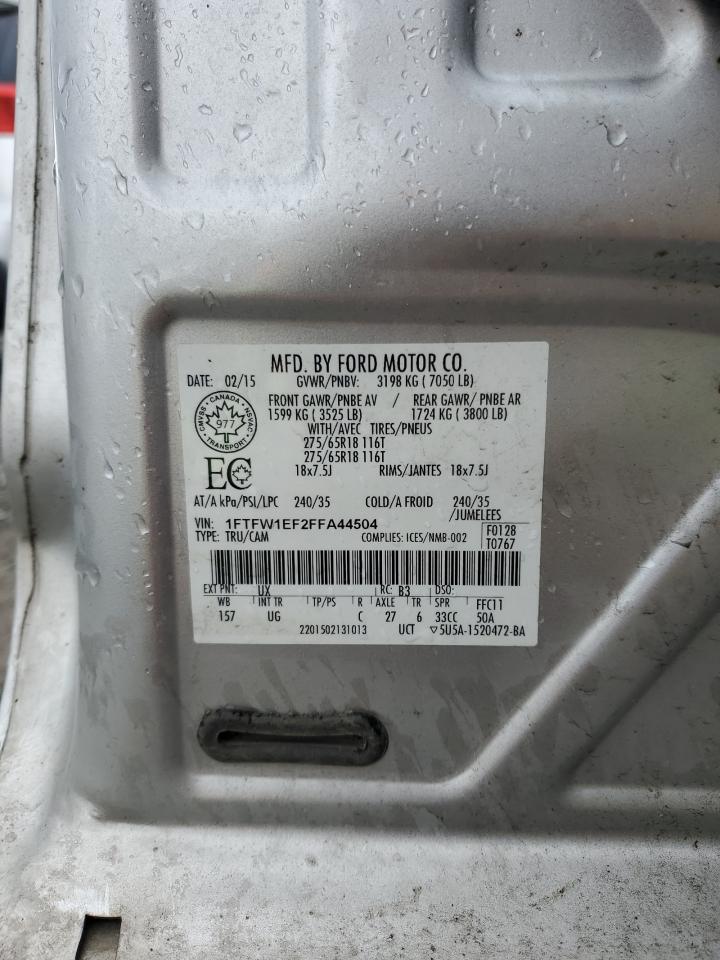 MFD. BY FORD MOTOR CO.
DATE: 02/15 GVWR/PNBV: 3198 KG ( 7050 LB)
FRONT GAWR/PNBE AV / REAR GAWR/ PNBE AR
1599 KG ( 3525 LB) 1724 KG ( 3800 LB)
WITH/AVEC TIRES/PNEUS
275/65R18 116T
275/65R18 116T
18x7.5J RIMS/JANTES 18x7.5J
CMVSS - CANADA - NSVAC
977
TRANSPORT
EC
AT/A kPa/PSI/LPC 240/35 COLD/A FROID 240/35
/JUMELEES
VIN: 1FTFW1EF2FFA44504
TYPE: TRU/CAM COMPLIES: ICES/NMB-002
F0128
T0767
EXT PNT: UX RC: B3 DSO:
WB INT TR TP/PS R AXLE TR SPR FFC11
157 UG C 27 6 33CC 50A
2201502131013 UCT ▽5U5A-1520472-BA